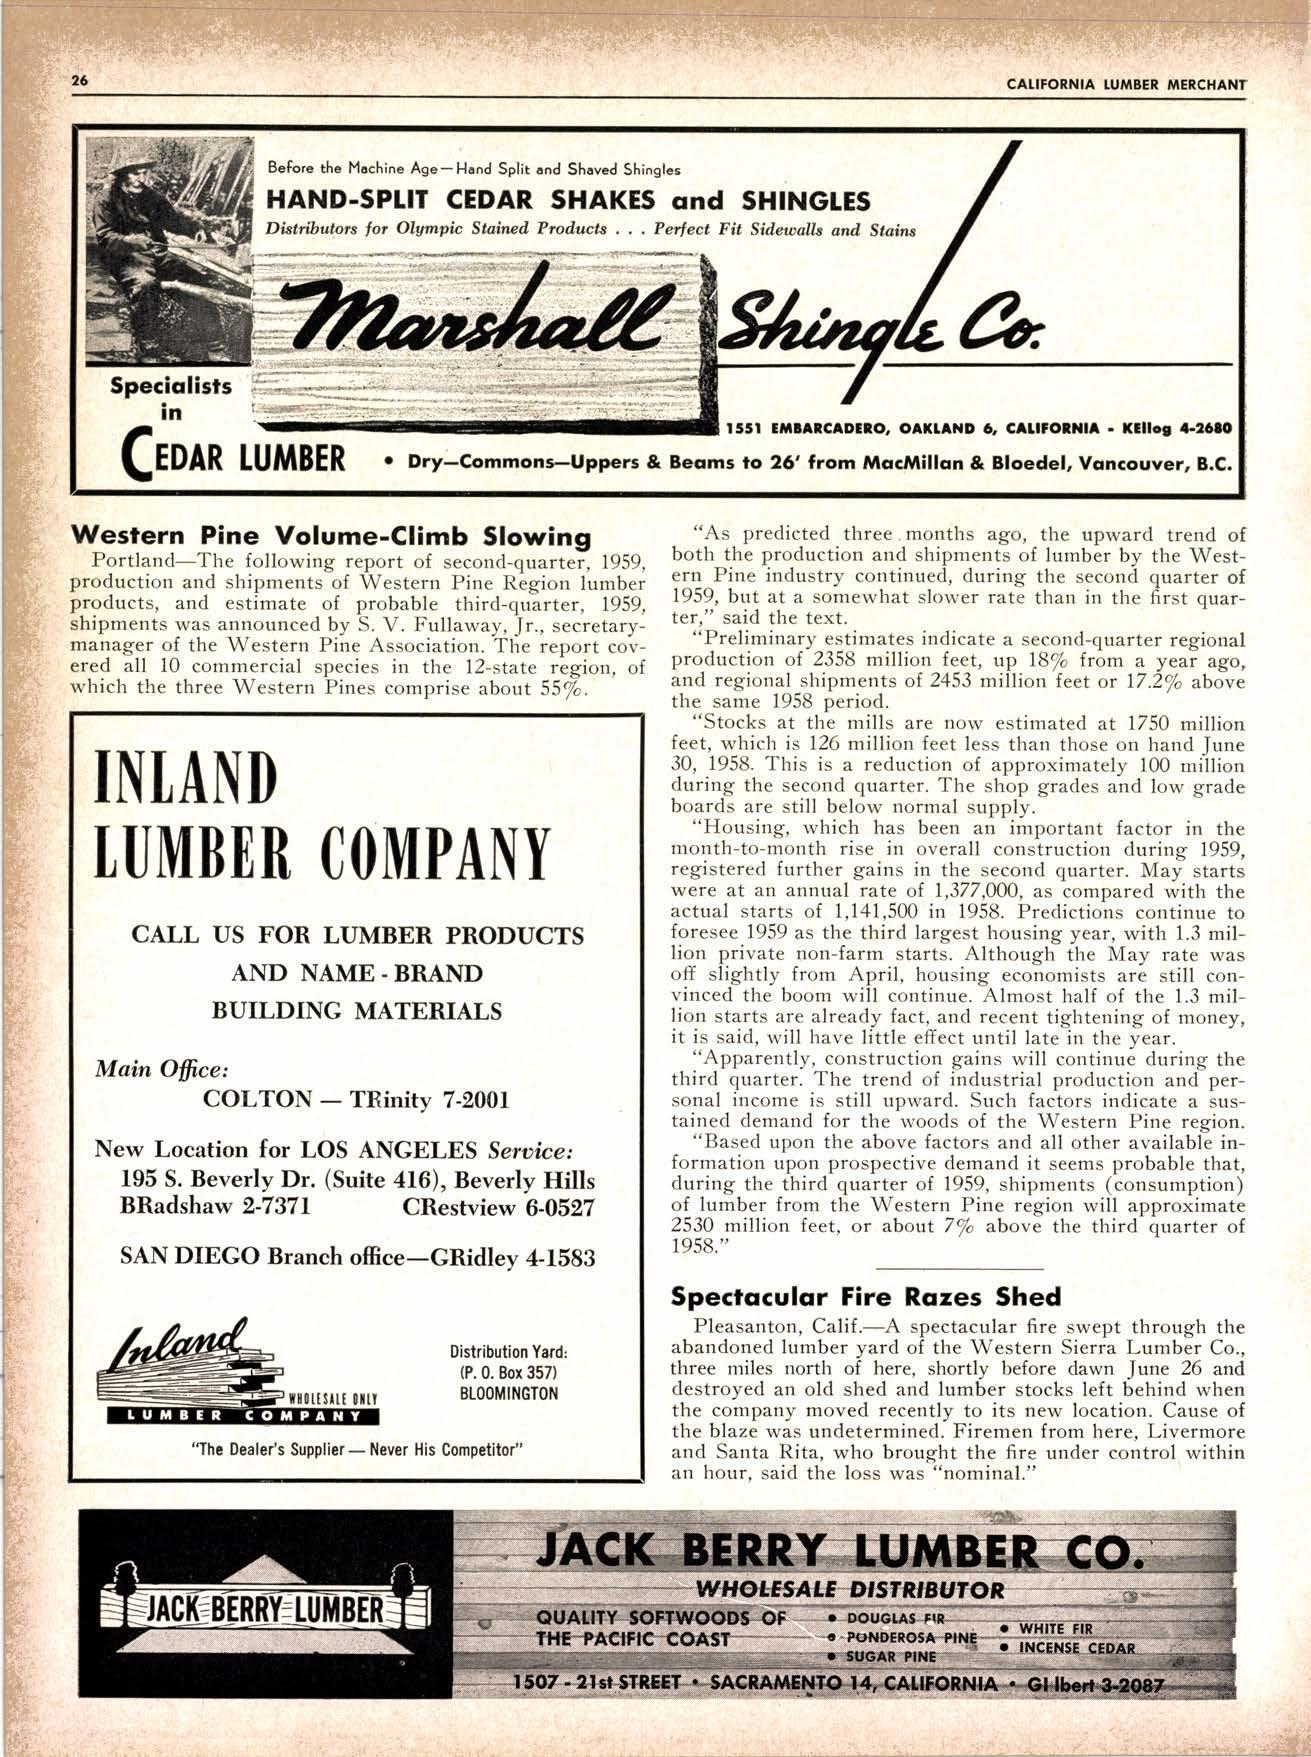 26
CALIFORNIA LUMBER MERCHANT
Before the Machine Age—Hand Split and Shaved Shingles
HAND-SPLIT CEDAR SHAKES and SHINGLES
Distributors for Olympic Stained Products . . . Perfect Fit Sidewalls and Stains
Marshall Shingle Co.
Specialists
in
CEDAR LUMBER
1551 EMBARCADERO, OAKLAND 6, CALIFORNIA - KEllog 4-2680
• Dry—Commons—Uppers & Beams to 26' from MacMillan & Bloedel, Vancouver, B.C.
Western Pine Volume-Climb Slowing
Portland—The following report of second-quarter, 1959,
production and shipments of Western Pine Region lumber
products, and estimate of probable third-quarter, 1959,
shipments was announced by S. V. Fullaway, Jr., secretary-
manager of the Western Pine Association. The report cov-
ered all 10 commercial species in the 12-state region, of
which the three Western Pines comprise about 55%.
INLAND
LUMBER COMPANY
CALL US FOR LUMBER PRODUCTS
AND NAME - BRAND
BUILDING MATERIALS
Main Office:
COLTON — TRinity 7-2001
New Location for LOS ANGELES Service:
195 S. Beverly Dr. (Suite 416), Beverly Hills
BRadshaw 2-7371 CRestview 6-0527
SAN DIEGO Branch office—GRidley 4-1583
Inland
WHOLESALE ONLY
LUMBER COMPANY
Distribution Yard:
(P. O. Box 357)
BLOOMINGTON
"The Dealer's Supplier — Never His Competitor"
"As predicted three months ago, the upward trend of
both the production and shipments of lumber by the West-
ern Pine industry continued, during the second quarter of
1959, but at a somewhat slower rate than in the first quar-
ter," said the text.
"Preliminary estimates indicate a second-quarter regional
production of 2358 million feet, up 18% from a year ago,
and regional shipments of 2453 million feet or 17.2% above
the same 1958 period.
"Stocks at the mills are now estimated at 1750 million
feet, which is 126 million feet less than those on hand June
30, 1958. This is a reduction of approximately 100 million
during the second quarter. The shop grades and low grade
boards are still below normal supply.
"Housing, which has been an important factor in the
month-to-month rise in overall construction during 1959,
registered further gains in the second quarter. May starts
were at an annual rate of 1,377,000, as compared with the
actual starts of 1,141,500 in 1958. Predictions continue to
foresee 1959 as the third largest housing year, with 1.3 mil-
lion private non-farm starts. Although the May rate was
off slightly from April, housing economists are still con-
vinced the boom will continue. Almost half of the 1.3 mil-
lion starts are already fact, and recent tightening of money,
it is said, will have little effect until late in the year.
"Apparently, construction gains will continue during the
third quarter. The trend of industrial production and per-
sonal income is still upward. Such factors indicate a sus-
tained demand for the woods of the Western Pine region.
"Based upon the above factors and all other available in-
formation upon prospective demand it seems probable that,
during the third quarter of 1959, shipments (consumption)
of lumber from the Western Pine region will approximate
2530 million feet, or about 7% above the third quarter of
1958."
Spectacular Fire Razes Shed
Pleasanton, Calif.—A spectacular fire swept through the
abandoned lumber yard of the Western Sierra Lumber Co.,
three miles north of here, shortly before dawn June 26 and
destroyed an old shed and lumber stocks left behind when
the company moved recently to its new location. Cause of
the blaze was undetermined. Firemen from here, Livermore
and Santa Rita, who brought the fire under control within
an hour, said the loss was "nominal."
JACK BERRY LUMBER
JACK BERRY LUMBER CO.
WHOLESALE DISTRIBUTOR
QUALITY SOFTWOODS OF
THE PACIFIC COAST
• DOUGLAS FIR
• PONDEROSA PINE
• SUGAR PINE
• WHITE FIR
• INCENSE CEDAR
1507 - 21st STREET • SACRAMENTO 14, CALIFORNIA • GIlbert 3-2087